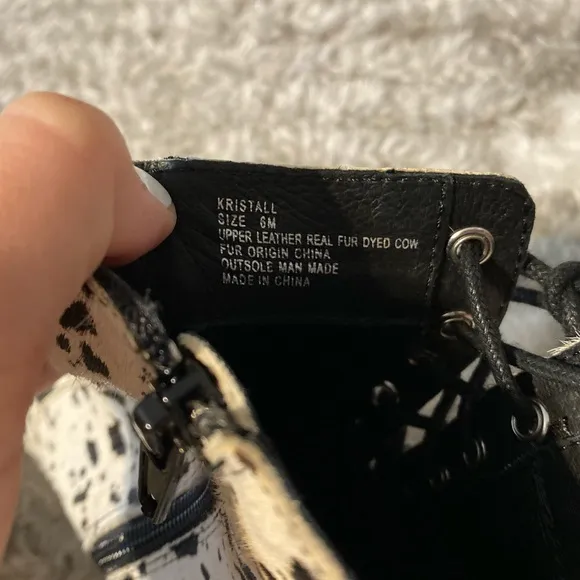 KRISTALL
SIZE 6M
UPPER LEATHER REAL FUR DYED COW
FUR ORIGIN CHINA
OUTSOLE MAN MADE
MADE IN CHINA